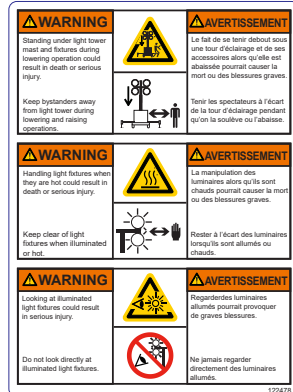 WARNING
Standing under light tower
mast and fixtures during
lowering operation could
result in death or serious
injury.
Keep bystanders away
from light tower during
lowering and raising
operations.
AVERTISSEMENT
Le fait de se tenir debout sous
une tour d'éclairage et de ses
accessoires alors qu'elle est
abaissée pourrait causer la
mort ou des blessures graves.
Tenir les spectateurs à l'écart
de la tour d'éclairage pendant
qu'on la soulève ou l'abaisse.
WARNING
Handling light fixtures when
they are hot could result in
death or serious injury.
Keep clear of light
fixtures when illuminated
or hot.
AVERTISSEMENT
La manipulation des
luminaires alors qu'ils sont
chauds pourrait causer la mort
ou des blessures graves.
Rester à l'écart des luminaires
lorsqu'ils sont allumés ou
chauds.
WARNING
Looking at illuminated
light fixtures could result
in serious injury.
Do not look directly at
illuminated light fixtures.
AVERTISSEMENT
Regarderdes luminaires
allumés pourrait provoquer
de graves blessures.
Ne jamais regarder
directement des luminaires
allumés.
122478